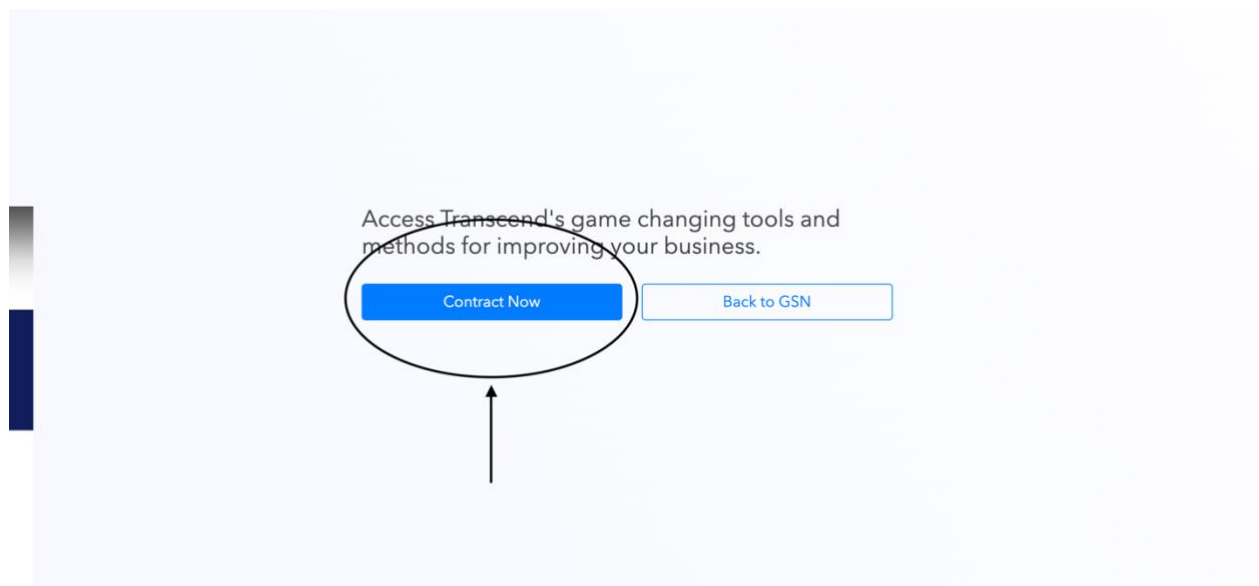 Access Transcend's game changing tools and
methods for improving your business.
Contract Now
Back to GSN